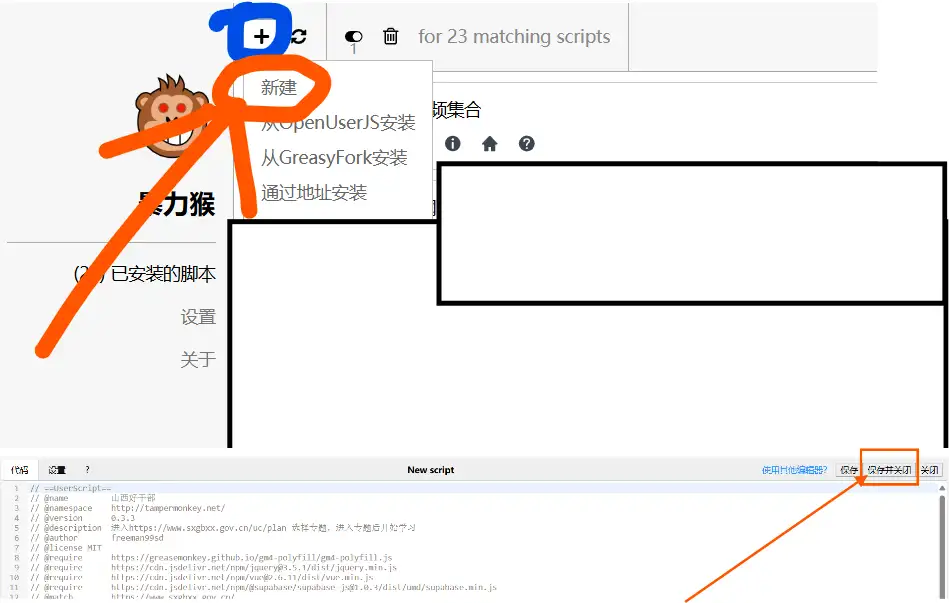 for 23 matching scripts
新建
从OpenUserJS安装
从GreasyFork安装
通过地址安装
频集合
暴力猴
已安装的脚本
设置
关于
代码 设置 ? New script 使用其他编辑器? 保存 保存并关闭 关闭
1 // ==UserScript==
2 // @name 山西好干部
3 // @namespace http://tampermonkey.net/
4 // @version 0.3.3
5 // @description 进入https://www.sxgbxx.gov.cn/uc/plan 选择专题，进入专题后开始学习
6 // @author freeman99sd
7 // @license MIT
8 // @require https://greasemonkey.github.io/gm4-polyfill/gm4-polyfill.js
9 // @require https://cdn.jsdelivr.net/npm/jquery@3.5.1/dist/jquery.min.js
10 // @require https://cdn.jsdelivr.net/npm/vue@2.6.11/dist/vue.min.js
11 // @require https://cdn.jsdelivr.net/npm/@supabase/supabase-js@1.0.3/dist/umd/supabase.min.js
12 // @match https://www.sxgbxx.gov.cn/